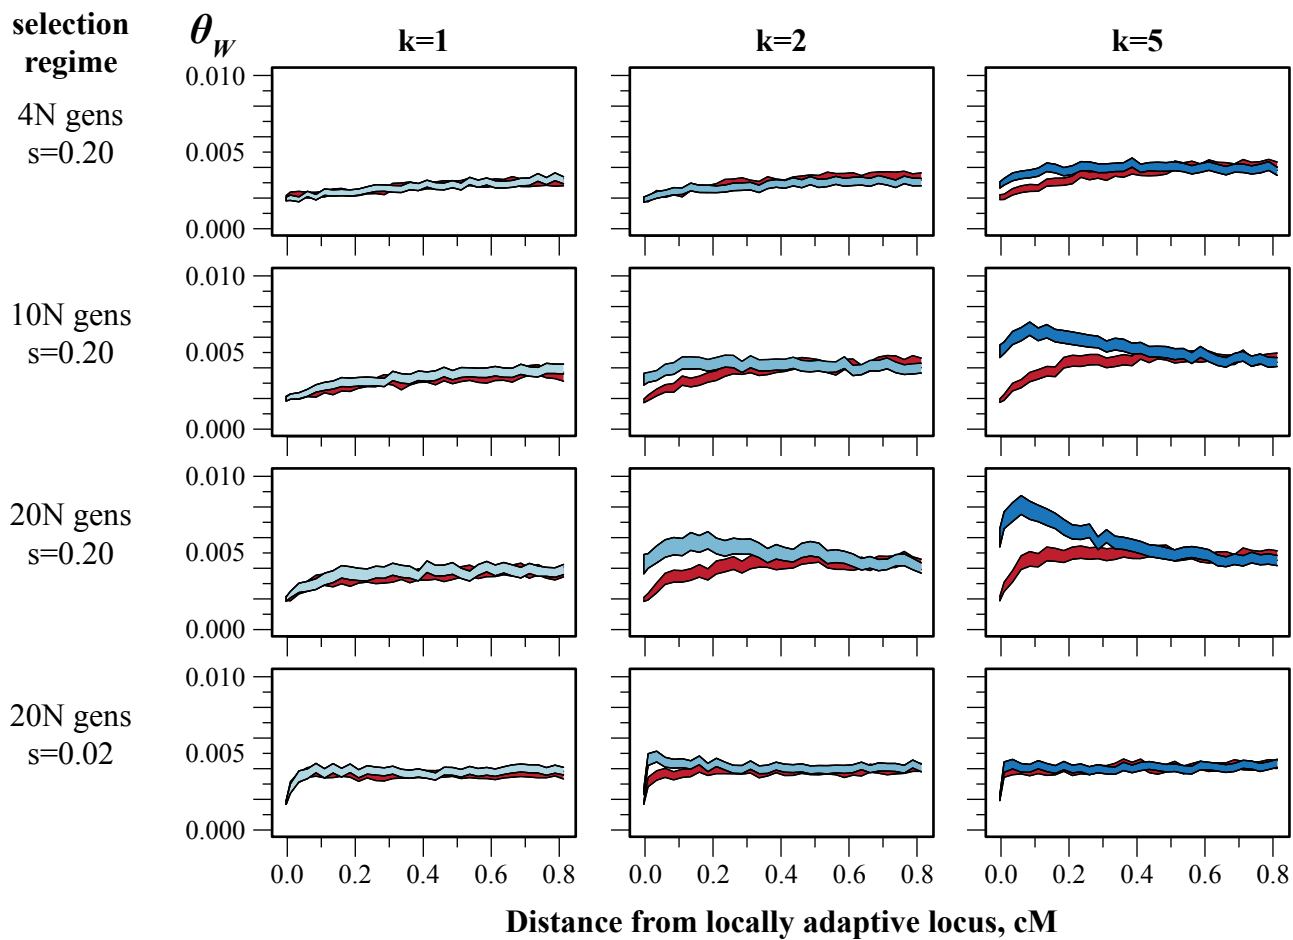 selection
regime
θW
k=1
k=2
k=5
4N gens
s=0.20
0.010
0.005
0.000
10N gens
s=0.20
0.010
0.005
0.000
20N gens
s=0.20
0.010
0.005
0.000
20N gens
s=0.02
0.010
0.005
0.000
0.0 0.2 0.4 0.6 0.8
0.0 0.2 0.4 0.6 0.8
0.0 0.2 0.4 0.6 0.8
Distance from locally adaptive locus, cM